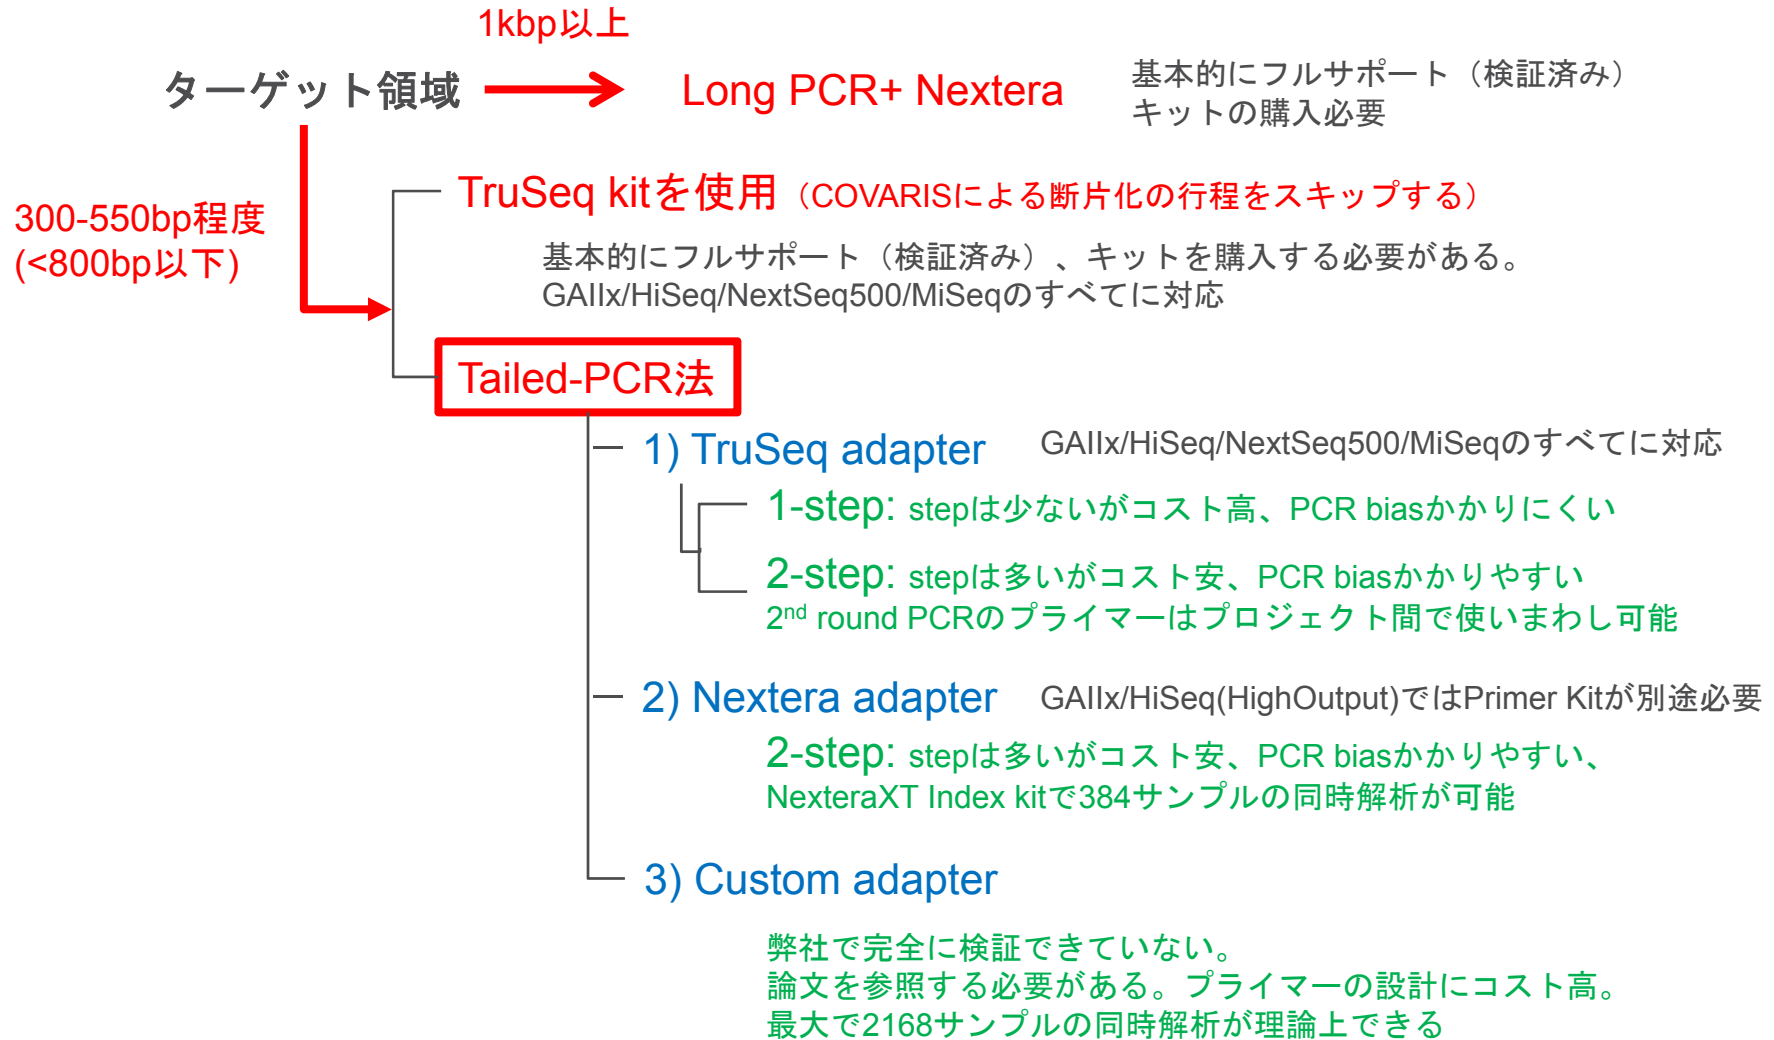 1kbp以上
ターゲット領域
Long PCR+ Nextera
基本的にフルサポート（検証済み）
キットの購入必要
TruSeq kitを使用（COVARISによる断片化の行程をスキップする）
300-550bp程度
(<800bp以下)
基本的にフルサポート（検証済み）、キットを購入する必要がある。
GAIIx/HiSeq/NextSeq500/MiSeqのすべてに対応
Tailed-PCR法
1) TruSeq adapter
GAIIx/HiSeq/NextSeq500/MiSeqのすべてに対応
1-step: stepは少ないがコスト高、PCR biasかかりにくい
2-step: stepは多いがコスト安、PCR biasかかりやすい
2nd round PCRのプライマーはプロジェクト間で使いまわし可能
2) Nextera adapter
GAIIx/HiSeq(HighOutput)ではPrimer Kitが別途必要
2-step: stepは多いがコスト安、PCR biasかかりやすい、
NexteraXT Index kitで384サンプルの同時解析が可能
3) Custom adapter
弊社で完全に検証できていない。
論文を参照する必要がある。プライマーの設計にコスト高。
最大で2168サンプルの同時解析が理論上できる